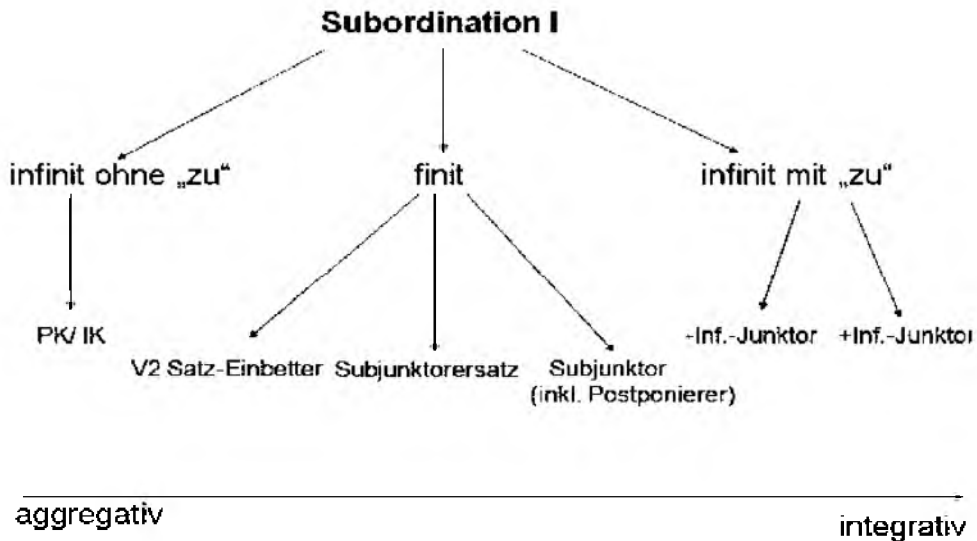 Subordination I
infinit ohne „zu“
finit
infinit mit „zu“
PK/ IK
V2 Satz-Einbetter
Subjunktorersatz
Subjunktor
(inkl. Postponierer)
-Inf.-Junktor
+Inf.-Junktor
aggregativ
integrativ